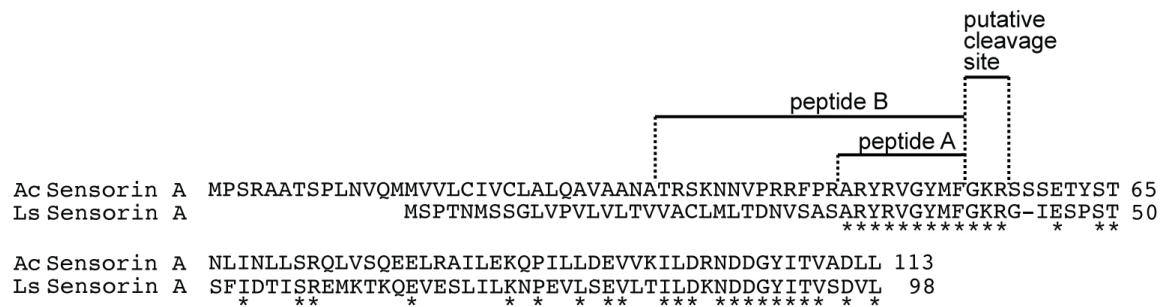 putative
cleavage
site
peptide B
peptide A
Ac Sensorin A MPSRAATSPLNVQMMVVLCIVCLALQAVAANATRSKNNVPRRFPRARYRVGYMFGKRSSSETYST 65
Ls Sensorin A MSPTNMSSGLVPVLVLTVVACLMLTDNVSASARYRVGYMFGKRG-IESPST 50
************ * **
Ac Sensorin A NLINLLSRQLVSQEELRAILEKQPILLDEVVKILDRNDDGYITVADLL 113
Ls Sensorin A SFIDTISREMKTKQEVESLILKNPEVLSEVLTILDKNDDGYITVSDVL 98
* ** * * * * ** *** ******** * *